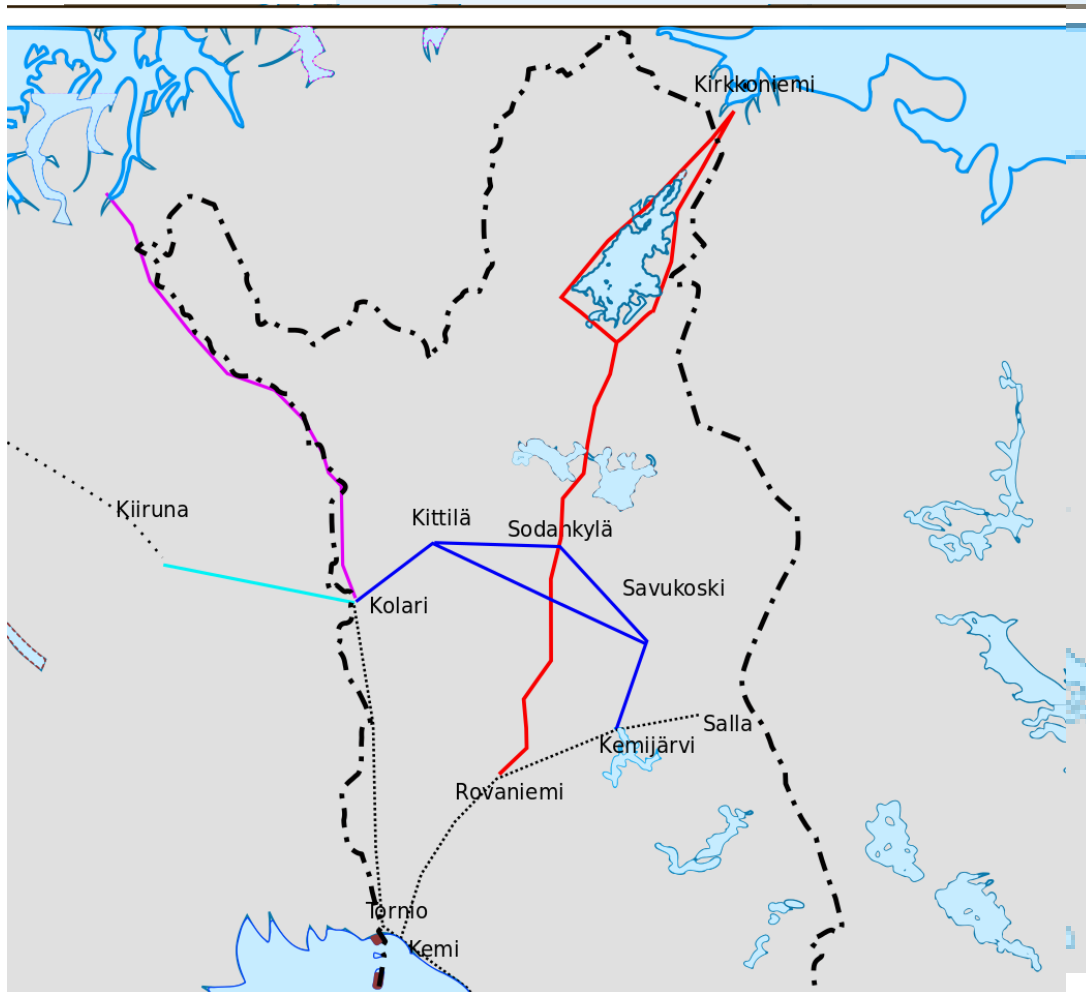 Kirkkoniemi
Kiiruna
Kittilä
Sodankylä
Savukoski
Kolari
Salla
Kemijärvi
Rovaniemi
Tornio
Kemi